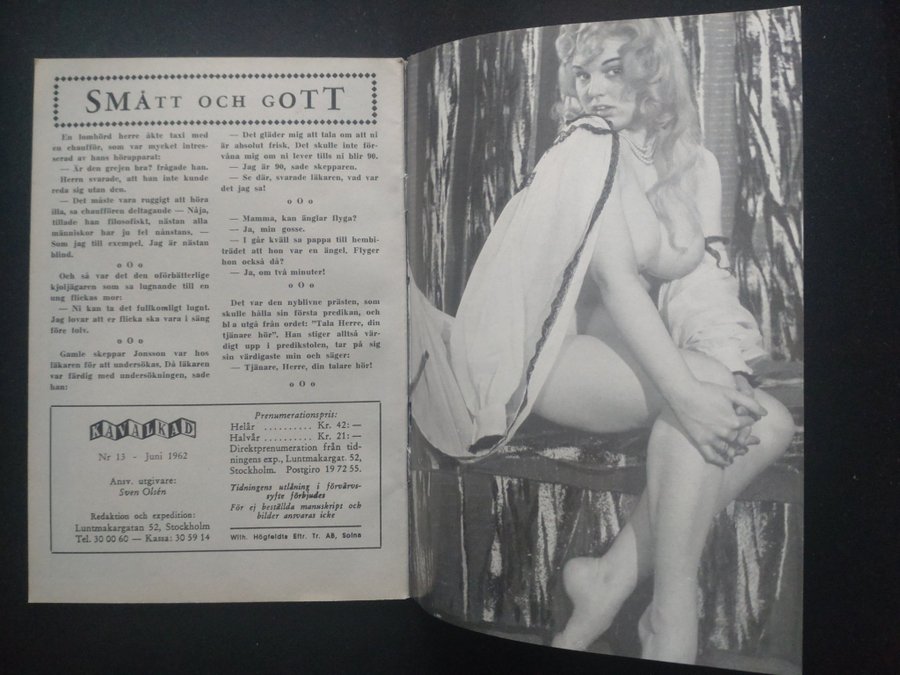 SMÅTT OCH GOTT
En lomhörd herre åkte taxi med
en chaufför, som var mycket intres-
serad av hans hörapparat:
— Är den grejen bra? frågade han.
Herrn svarade, att han inte kunde
reda sig utan den.
— Det måste vara ruggigt att höra
illa, sa chauffören deltagande — Nåja,
tillade han filosofiskt, nästan alla
människor har ju fel nånstans, —
Som jag till exempel. Jag är nästan
blind.
o O o
Och så var det den oförbätterlige
kjoljägaren som sa lugnande till en
ung flickas mor:
— Ni kan ta det fullkomligt lugnt.
Jag lovar att er flicka ska vara i säng
före tolv.
o O o
Gamle skeppar Jonsson var hos
läkaren för att undersökas. Då läkaren
var färdig med undersökningen, sade
han:
— Det gläder mig att tala om att ni
är absolut frisk. Det skulle inte för-
våna mig om ni lever tills ni blir 90.
— Jag är 90, sade skepparen.
— Se där, svarade läkaren, vad var
det jag sa!
o O o
— Mamma, kan änglar flyga?
— Ja, min gosse.
— I går kväll sa pappa till hembi-
trädet att hon var en ängel. Flyger
hon också då?
— Ja, om två minuter!
o O o
Det var den nyblivne prästen, som
skulle hålla sin första predikan, och
bl a utgå från ordet: "Tala Herre, din
tjänare hör". Han stiger alltså vär-
digt upp i predikstolen, tar på sig
sin värdigaste min och säger:
— Tjänare, Herre, din talare hör!
o O o
KAVALKAD
Nr 13 - Juni 1962
Ansv. utgivare:
Sven Olsén
Redaktion och expedition:
Luntmakargatan 52, Stockholm
Tel. 30 00 60 — Kassa: 30 59 14
Prenumerationspris:
Helår .......... Kr. 42: —
Halvår .......... Kr. 21: —
Direktprenumeration från tid-
ningens exp., Luntmakargat. 52,
Stockholm. Postgiro 19 72 55.
Tidningens utlåning i förvärvs-
syfte förbjudes
För ej beställda manuskript och
bilder ansvaras icke
Wilh. Högfeldts Eftr. Tr. AB, Solna